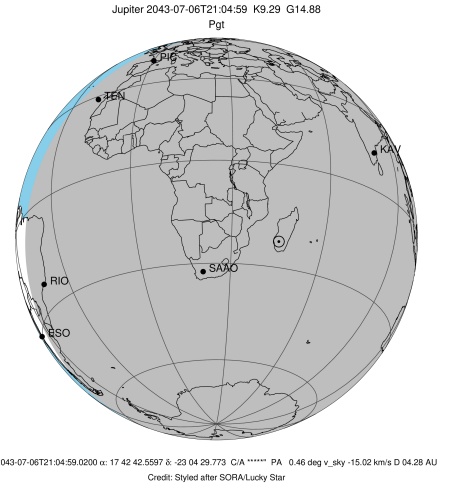 Jupiter 2043-07-06T21:04:59 K9.29 G14.88
Pgt
PIC
TEN
KAV
SAAO
RIO
ESO
043-07-06T21:04:59.0200 α: 17 42 42.5597 δ: -23 04 29.773 C/A *****" PA 0.46 deg v_sky -15.02 km/s D 04.28 AU
Credit: Styled after SORA/Lucky Star